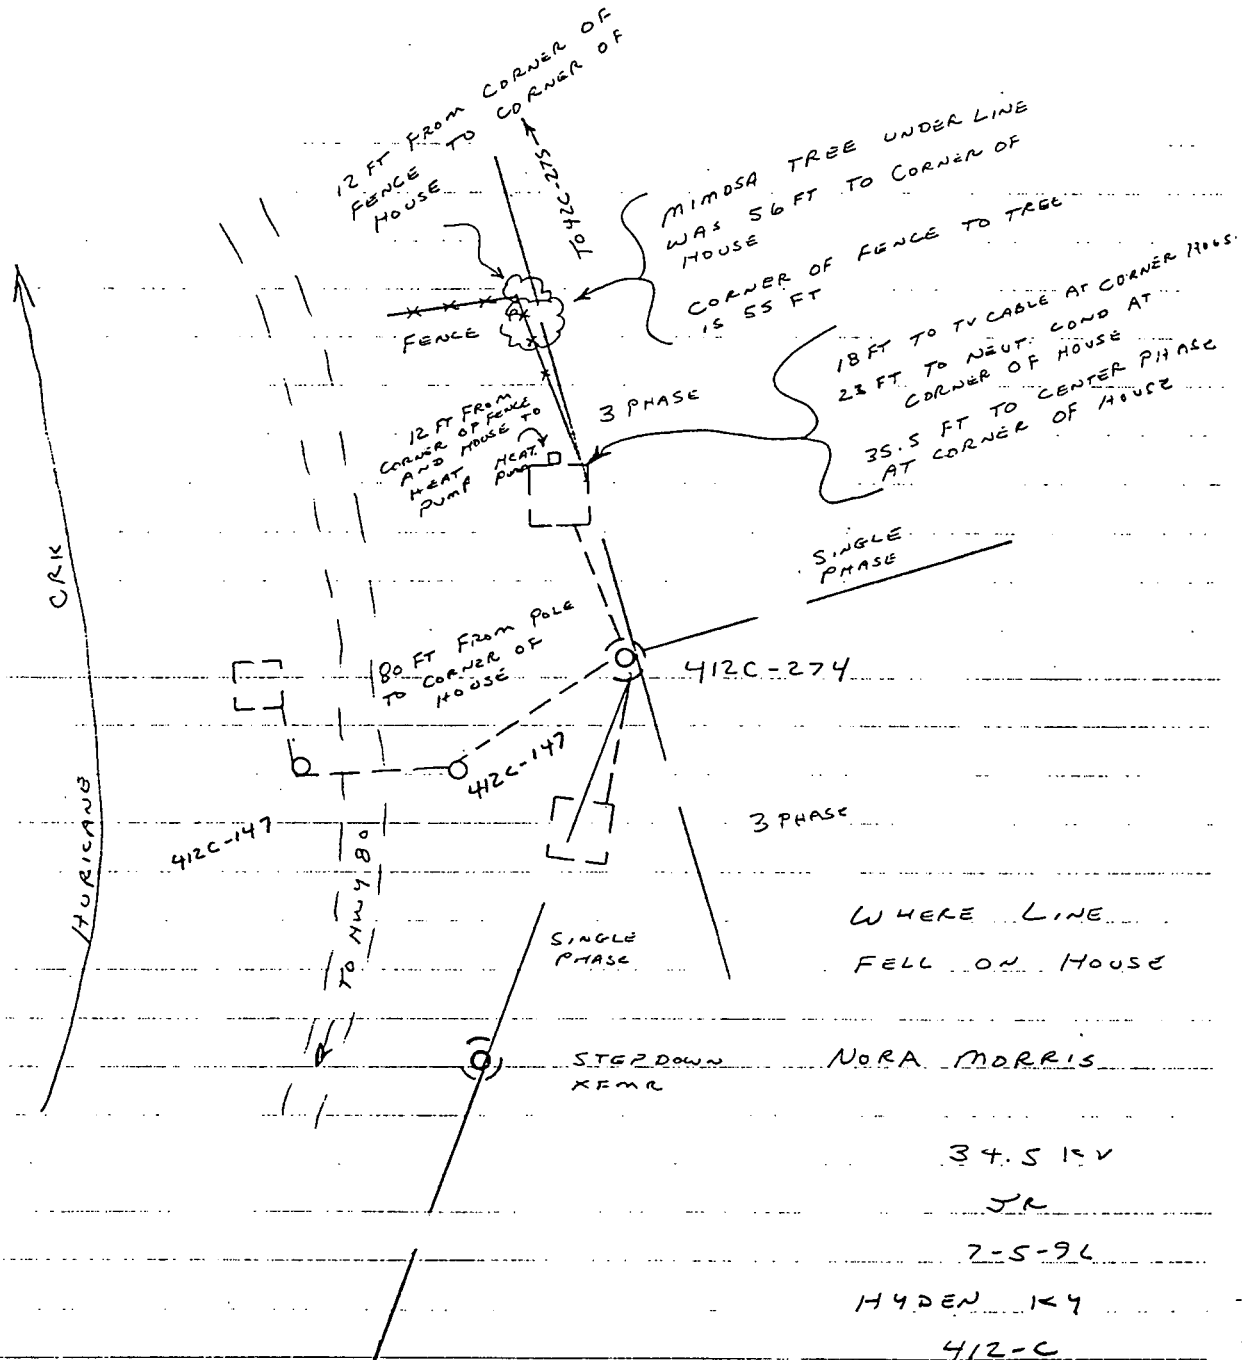 12 FT FROM CORNER OF
FENCE TO CORNER OF
HOUSE
TO 412C-275
MIMOSA TREE UNDER LINE
WAS 56 FT TO CORNER OF
HOUSE
CORNER OF FENCE TO TREE
IS 55 FT
FENCE
18 FT TO TV CABLE AT CORNER
23 FT TO NEUT. COND AT
CORNER OF HOUSE
35.5 FT TO CENTER PHASE
AT CORNER OF HOUSE
3 PHASE
12 FT FROM
CORNER OF FENCE
AND HOUSE TO
HEAT
PUMP
HEAT
PUMP
SINGLE
PHASE
CRK
HURICANE
80 FT FROM POLE
TO CORNER OF
HOUSE
412C-274
412C-147
412C-147
3 PHASE
TO HWY 80
SINGLE
PHASE
WHERE LINE
FELL ON HOUSE
STEPDOWN
XFMR
NORA MORRIS
34.5 KV
JR
HYDEN KY
412-C